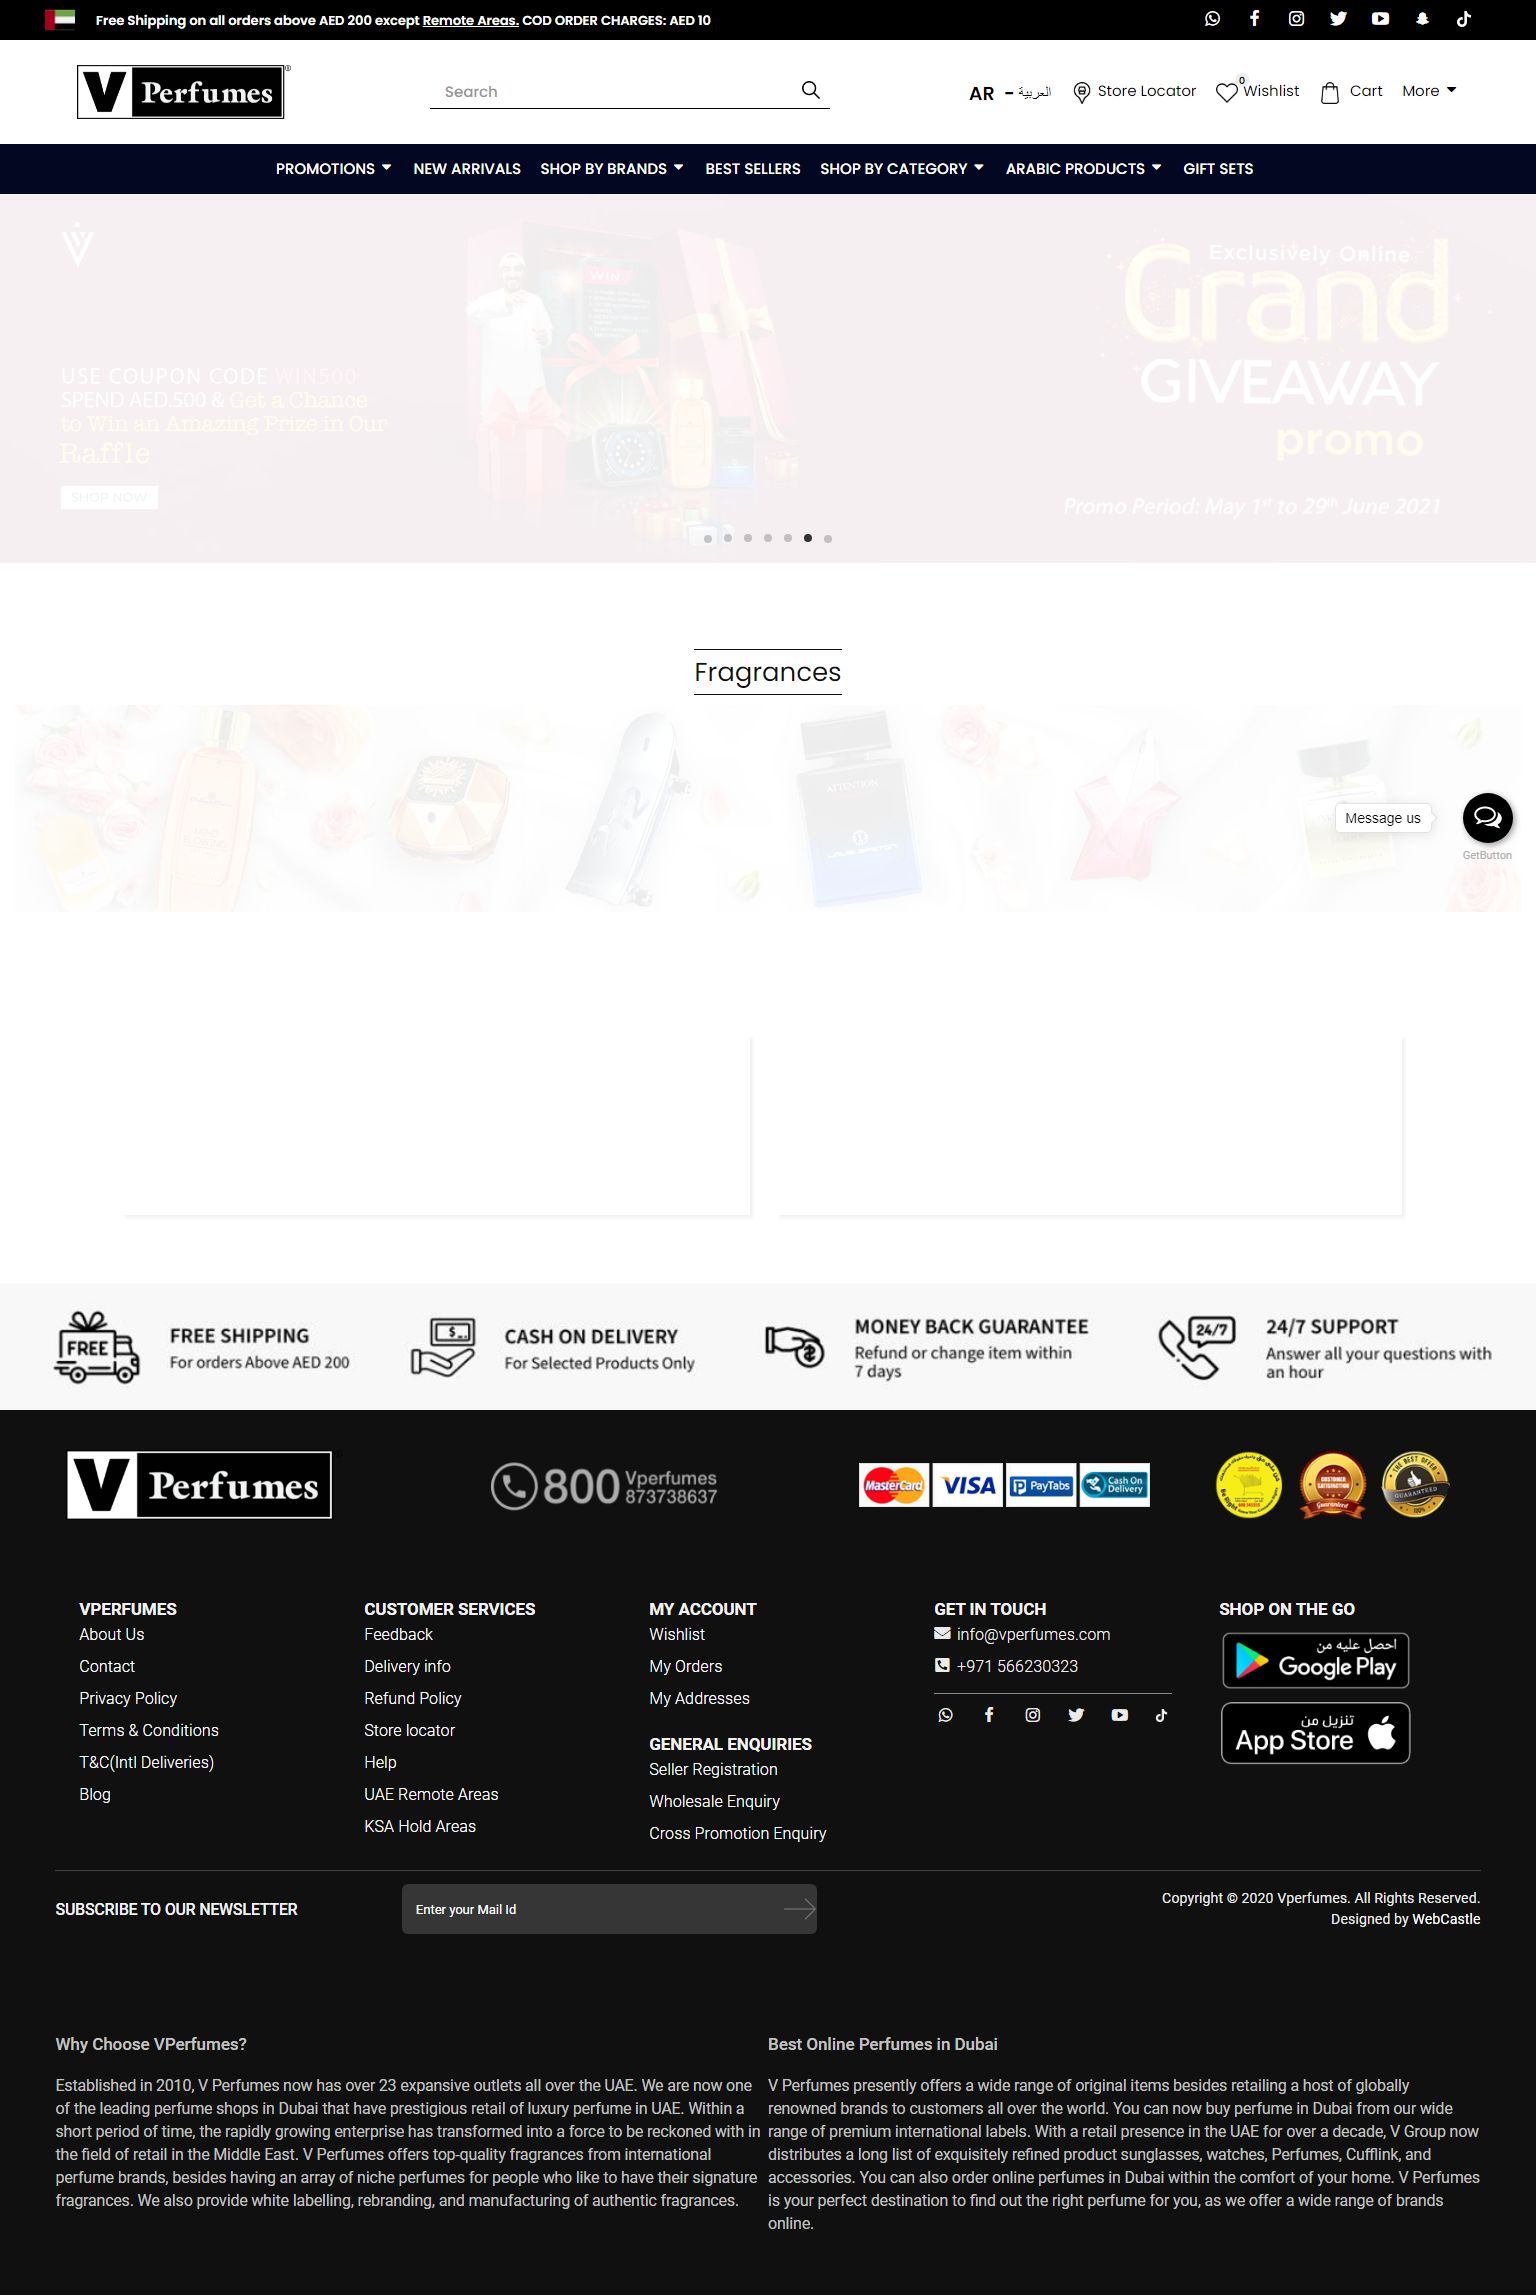 Free Shipping on all orders above AED 200 except Remote Areas. COD ORDER CHARGES: AED 10
V Perfumes®
Search
AR - العربية
Store Locator
0
Wishlist
Cart
More
PROMOTIONS
NEW ARRIVALS
SHOP BY BRANDS
BEST SELLERS
SHOP BY CATEGORY
ARABIC PRODUCTS
GIFT SETS
WIN
USE COUPON CODE WIN500
SPEND AED.500 & Get a Chance
to Win an Amazing Prize in Our
Raffle
SHOP NOW
Exclusively Online
Grand
GIVEAWAY
promo
Promo Period: May 1st to 29th June 2021
Fragrances
ATTENTION
Message us
GetButton
FREE
FREE SHIPPING
For orders Above AED 200
CASH ON DELIVERY
For Selected Products Only
MONEY BACK GUARANTEE
Refund or change item within
7 days
24/7
24/7 SUPPORT
Answer all your questions with
an hour
V Perfumes
800 Vperfumes
873738637
MasterCard
VISA
PayTabs
Cash On
Delivery
CUSTOMER
SATISFACTION
Guaranteed
THE BEST OFFER
GUARANTEED
100%
VPERFUMES
About Us
Contact
Privacy Policy
Terms & Conditions
T&C(Intl Deliveries)
Blog
CUSTOMER SERVICES
Feedback
Delivery info
Refund Policy
Store locator
Help
UAE Remote Areas
KSA Hold Areas
MY ACCOUNT
Wishlist
My Orders
My Addresses
GENERAL ENQUIRIES
Seller Registration
Wholesale Enquiry
Cross Promotion Enquiry
GET IN TOUCH
info@vperfumes.com
+971 566230323
SHOP ON THE GO
احصل عليه من
Google Play
تنزيل من
App Store
SUBSCRIBE TO OUR NEWSLETTER
Enter your Mail Id
Copyright © 2020 Vperfumes. All Rights Reserved.
Designed by WebCastle
Why Choose VPerfumes?
Established in 2010, V Perfumes now has over 23 expansive outlets all over the UAE. We are now one
of the leading perfume shops in Dubai that have prestigious retail of luxury perfume in UAE. Within a
short period of time, the rapidly growing enterprise has transformed into a force to be reckoned with in
the field of retail in the Middle East. V Perfumes offers top-quality fragrances from international
perfume brands, besides having an array of niche perfumes for people who like to have their signature
fragrances. We also provide white labelling, rebranding, and manufacturing of authentic fragrances.
Best Online Perfumes in Dubai
V Perfumes presently offers a wide range of original items besides retailing a host of globally
renowned brands to customers all over the world. You can now buy perfume in Dubai from our wide
range of premium international labels. With a retail presence in the UAE for over a decade, V Group now
distributes a long list of exquisitely refined product sunglasses, watches, Perfumes, Cufflink, and
accessories. You can also order online perfumes in Dubai within the comfort of your home. V Perfumes
is your perfect destination to find out the right perfume for you, as we offer a wide range of brands
online.